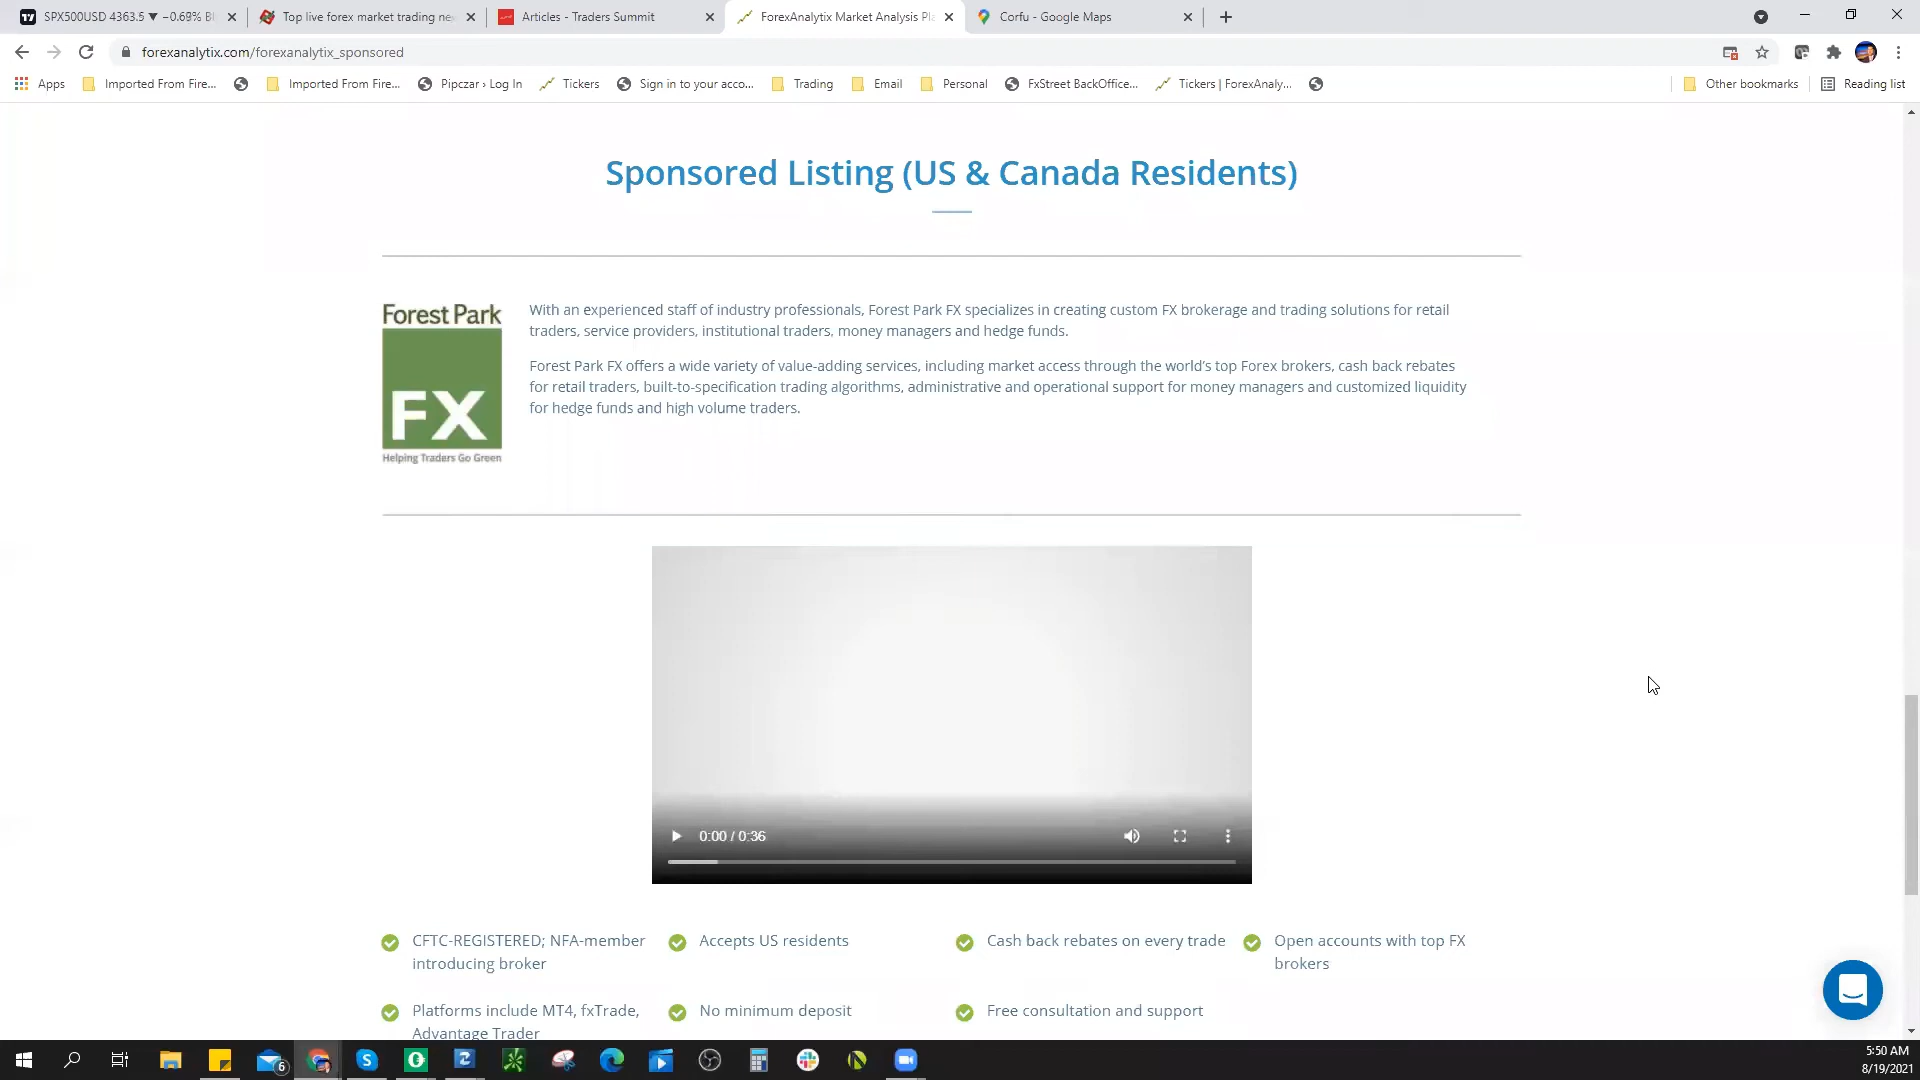 SPX500USD 4363.5 ▼ −0.69%
Top live forex market trading ne
Articles - Traders Summit
ForexAnalytix Market Analysis Pl
Corfu - Google Maps
forexanalytix.com/forexanalytix_sponsored
Apps
Imported From Fire...
Imported From Fire...
Pipczar › Log In
Tickers
Sign in to your acco...
Trading
Email
Personal
FxStreet BackOffice...
Tickers | ForexAnaly...
Other bookmarks
Reading list
Sponsored Listing (US & Canada Residents)
Forest Park
FX
Helping Traders Go Green
With an experienced staff of industry professionals, Forest Park FX specializes in creating custom FX brokerage and trading solutions for retail
traders, service providers, institutional traders, money managers and hedge funds.
Forest Park FX offers a wide variety of value-adding services, including market access through the world's top Forex brokers, cash back rebates
for retail traders, built-to-specification trading algorithms, administrative and operational support for money managers and customized liquidity
for hedge funds and high volume traders.
0:00 / 0:36
CFTC-REGISTERED; NFA-member
introducing broker
Accepts US residents
Cash back rebates on every trade
Open accounts with top FX
brokers
Platforms include MT4, fxTrade,
Advantage Trader
No minimum deposit
Free consultation and support
6
5:50 AM
8/19/2021